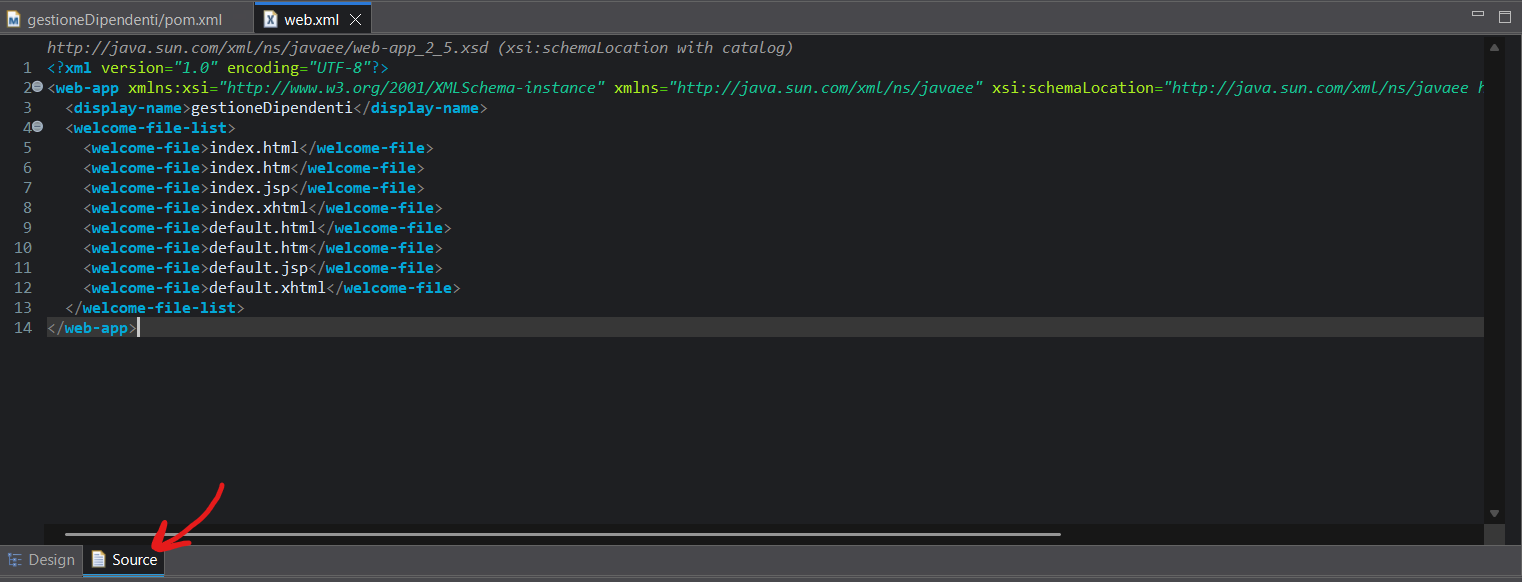 gestioneDipendenti/pom.xml
web.xml
http://java.sun.com/xml/ns/javaee/web-app_2_5.xsd (xsi:schemaLocation with catalog)
1 <?xml version="1.0" encoding="UTF-8"?>
2 <web-app xmlns:xsi="http://www.w3.org/2001/XMLSchema-instance" xmlns="http://java.sun.com/xml/ns/javaee" xsi:schemaLocation="http://java.sun.com/xml/ns/javaee h
3 <display-name>gestioneDipendenti</display-name>
4 <welcome-file-list>
5 <welcome-file>index.html</welcome-file>
6 <welcome-file>index.htm</welcome-file>
7 <welcome-file>index.jsp</welcome-file>
8 <welcome-file>index.xhtml</welcome-file>
9 <welcome-file>default.html</welcome-file>
10 <welcome-file>default.htm</welcome-file>
11 <welcome-file>default.jsp</welcome-file>
12 <welcome-file>default.xhtml</welcome-file>
13 </welcome-file-list>
14 </web-app>
Design
Source